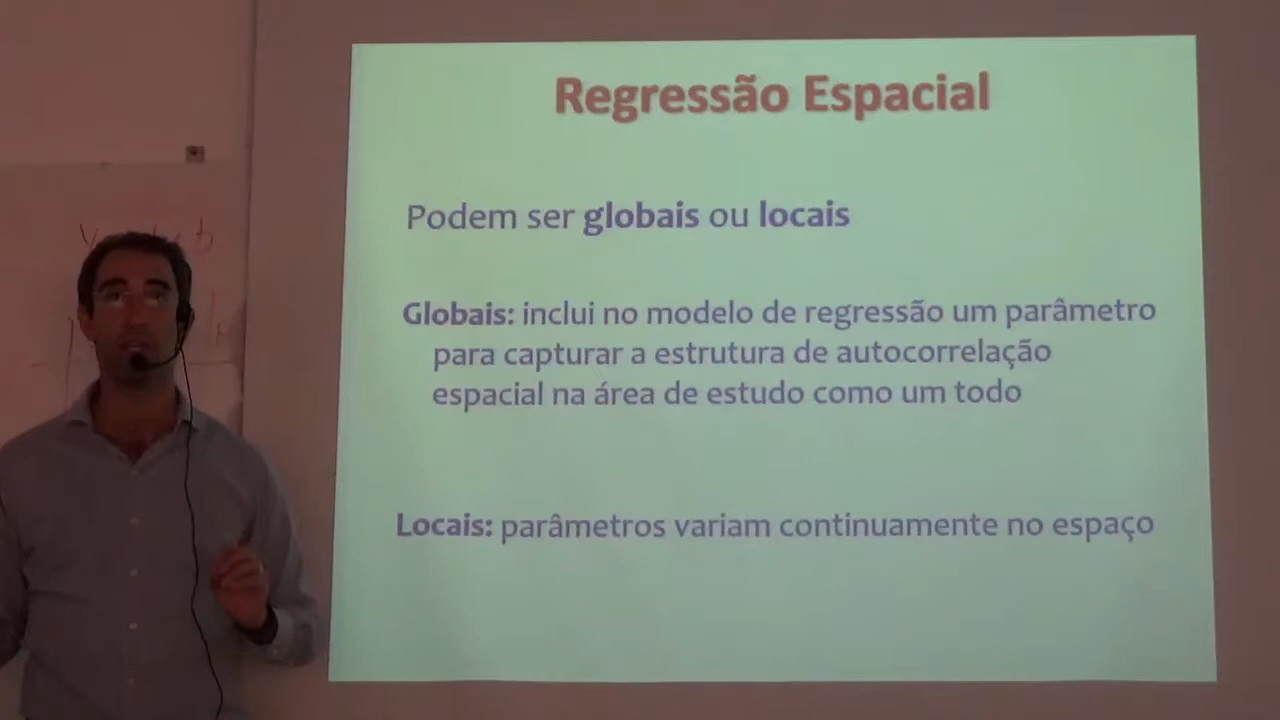 Regressão Espacial
Podem ser globais ou locais
Globais: inclui no modelo de regressão um parâmetro
para capturar a estrutura de autocorrelação
espacial na área de estudo como um todo
Locais: parâmetros variam continuamente no espaço